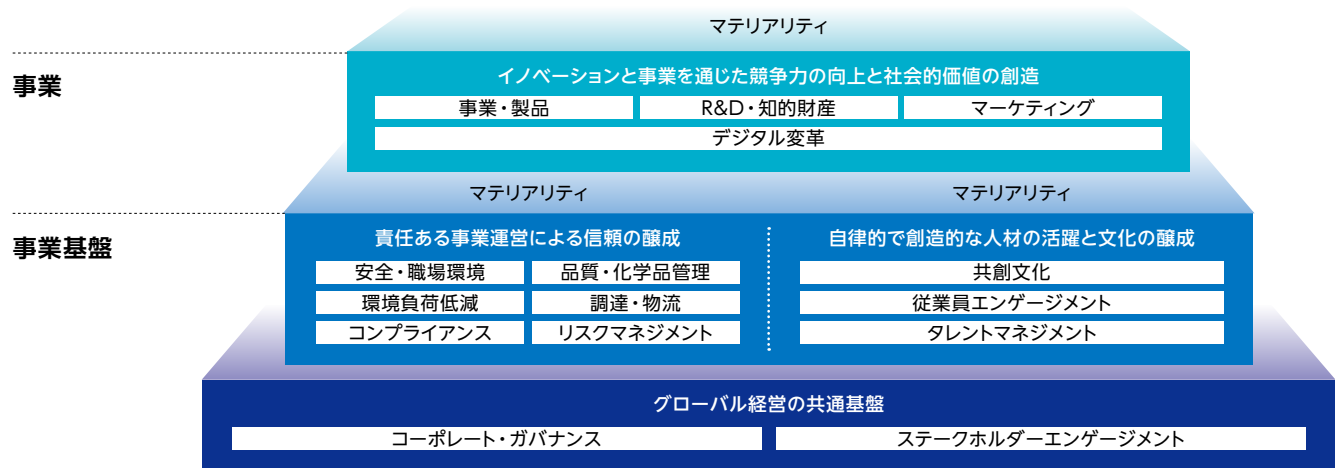 マテリアリティ
事業
イノベーションと事業を通じた競争力の向上と社会的価値の創造
事業・製品
R&D・知的財産
マーケティング
デジタル変革
マテリアリティ
マテリアリティ
事業基盤
責任ある事業運営による信頼の醸成
安全・職場環境
品質・化学品管理
環境負荷低減
調達・物流
コンプライアンス
リスクマネジメント
自律的で創造的な人材の活躍と文化の醸成
共創文化
従業員エンゲージメント
タレントマネジメント
グローバル経営の共通基盤
コーポレート・ガバナンス
ステークホルダーエンゲージメント